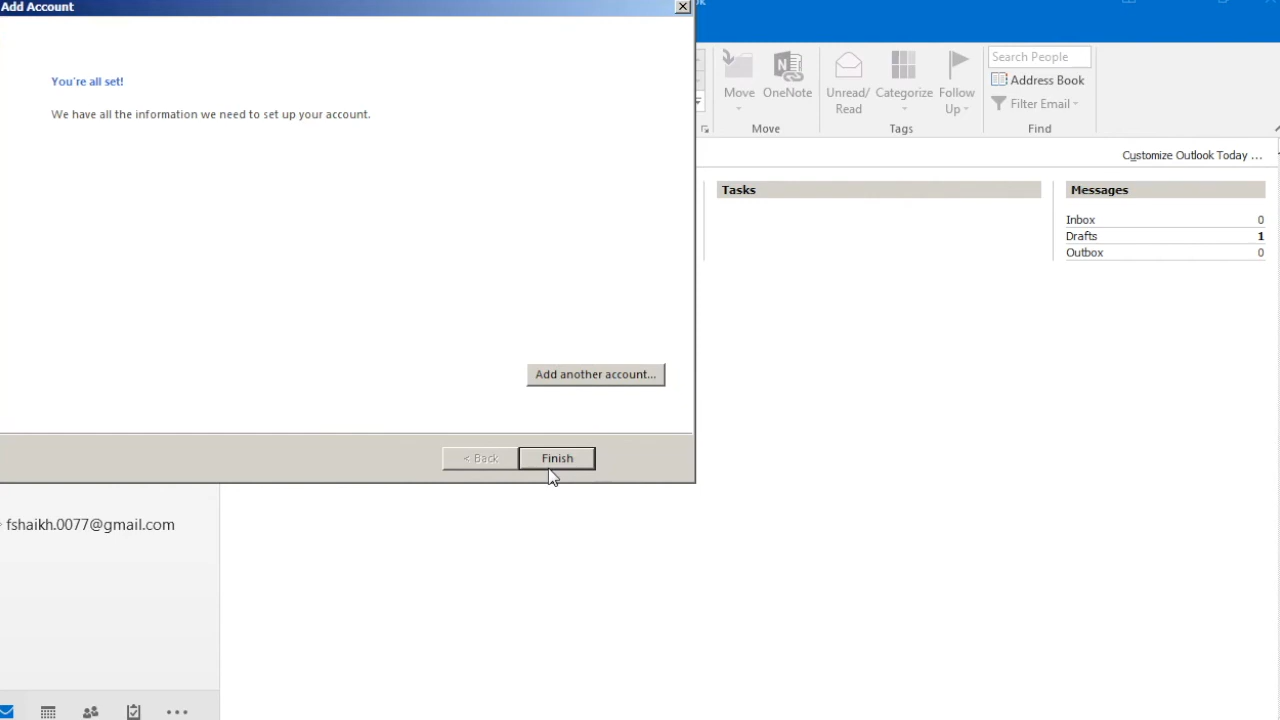 Add Account
You're all set!
We have all the information we need to set up your account.
Add another account...
< Back
Finish
Move
OneNote
Unread/
Read
Categorize
Follow
Up
Move
Tags
Search People
Address Book
Filter Email
Find
Customize Outlook Today ...
Tasks
Messages
Inbox 0
Drafts 1
Outbox 0
fshaikh.0077@gmail.com